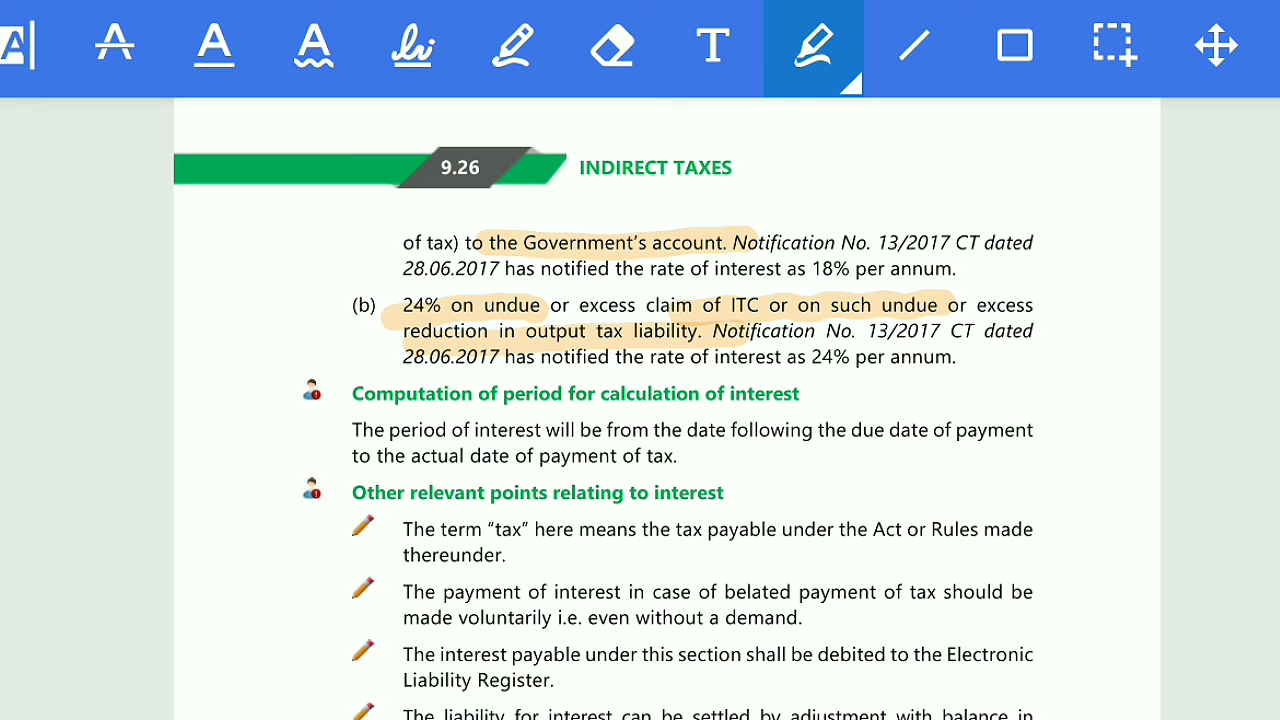 A
A
A
A
T
9.26 INDIRECT TAXES
of tax) to the Government’s account. Notification No. 13/2017 CT dated
28.06.2017 has notified the rate of interest as 18% per annum.
(b) 24% on undue or excess claim of ITC or on such undue or excess
reduction in output tax liability. Notification No. 13/2017 CT dated
28.06.2017 has notified the rate of interest as 24% per annum.
Computation of period for calculation of interest
The period of interest will be from the date following the due date of payment
to the actual date of payment of tax.
Other relevant points relating to interest
The term “tax” here means the tax payable under the Act or Rules made
thereunder.
The payment of interest in case of belated payment of tax should be
made voluntarily i.e. even without a demand.
The interest payable under this section shall be debited to the Electronic
Liability Register.
The liability for interest can be settled by adjustment with balance in